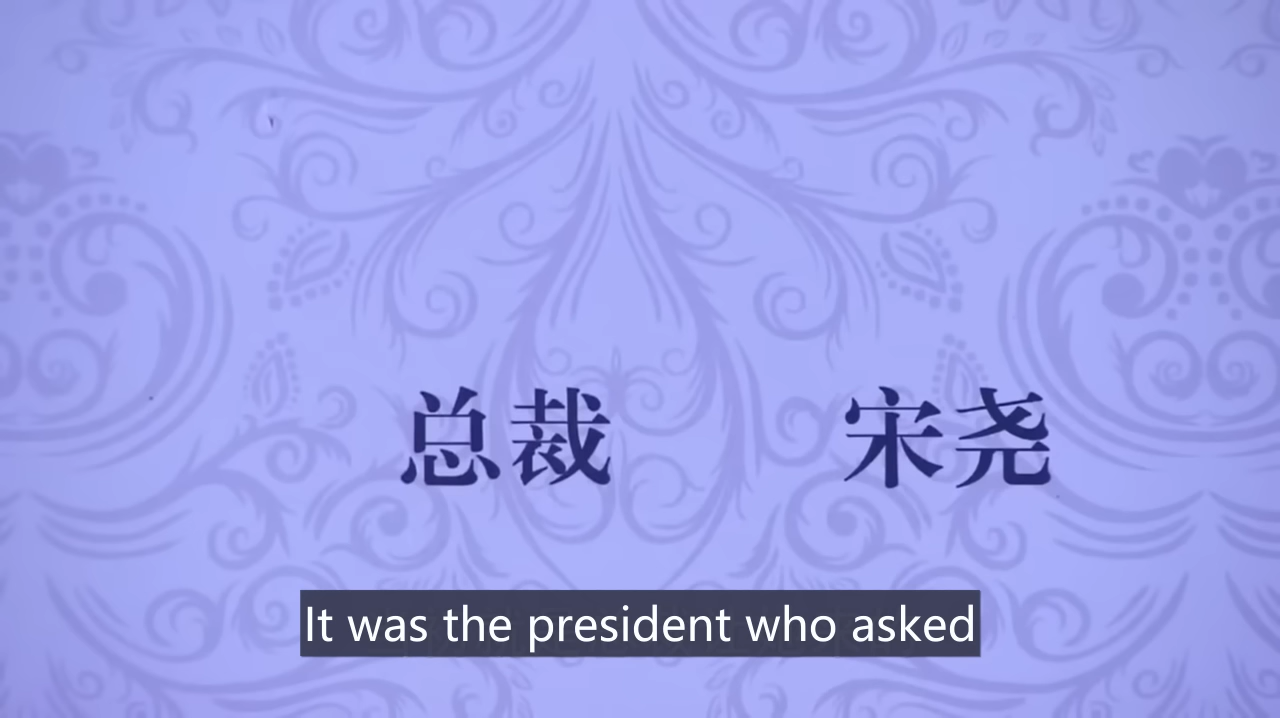 总裁 宋尧
It was the president who asked